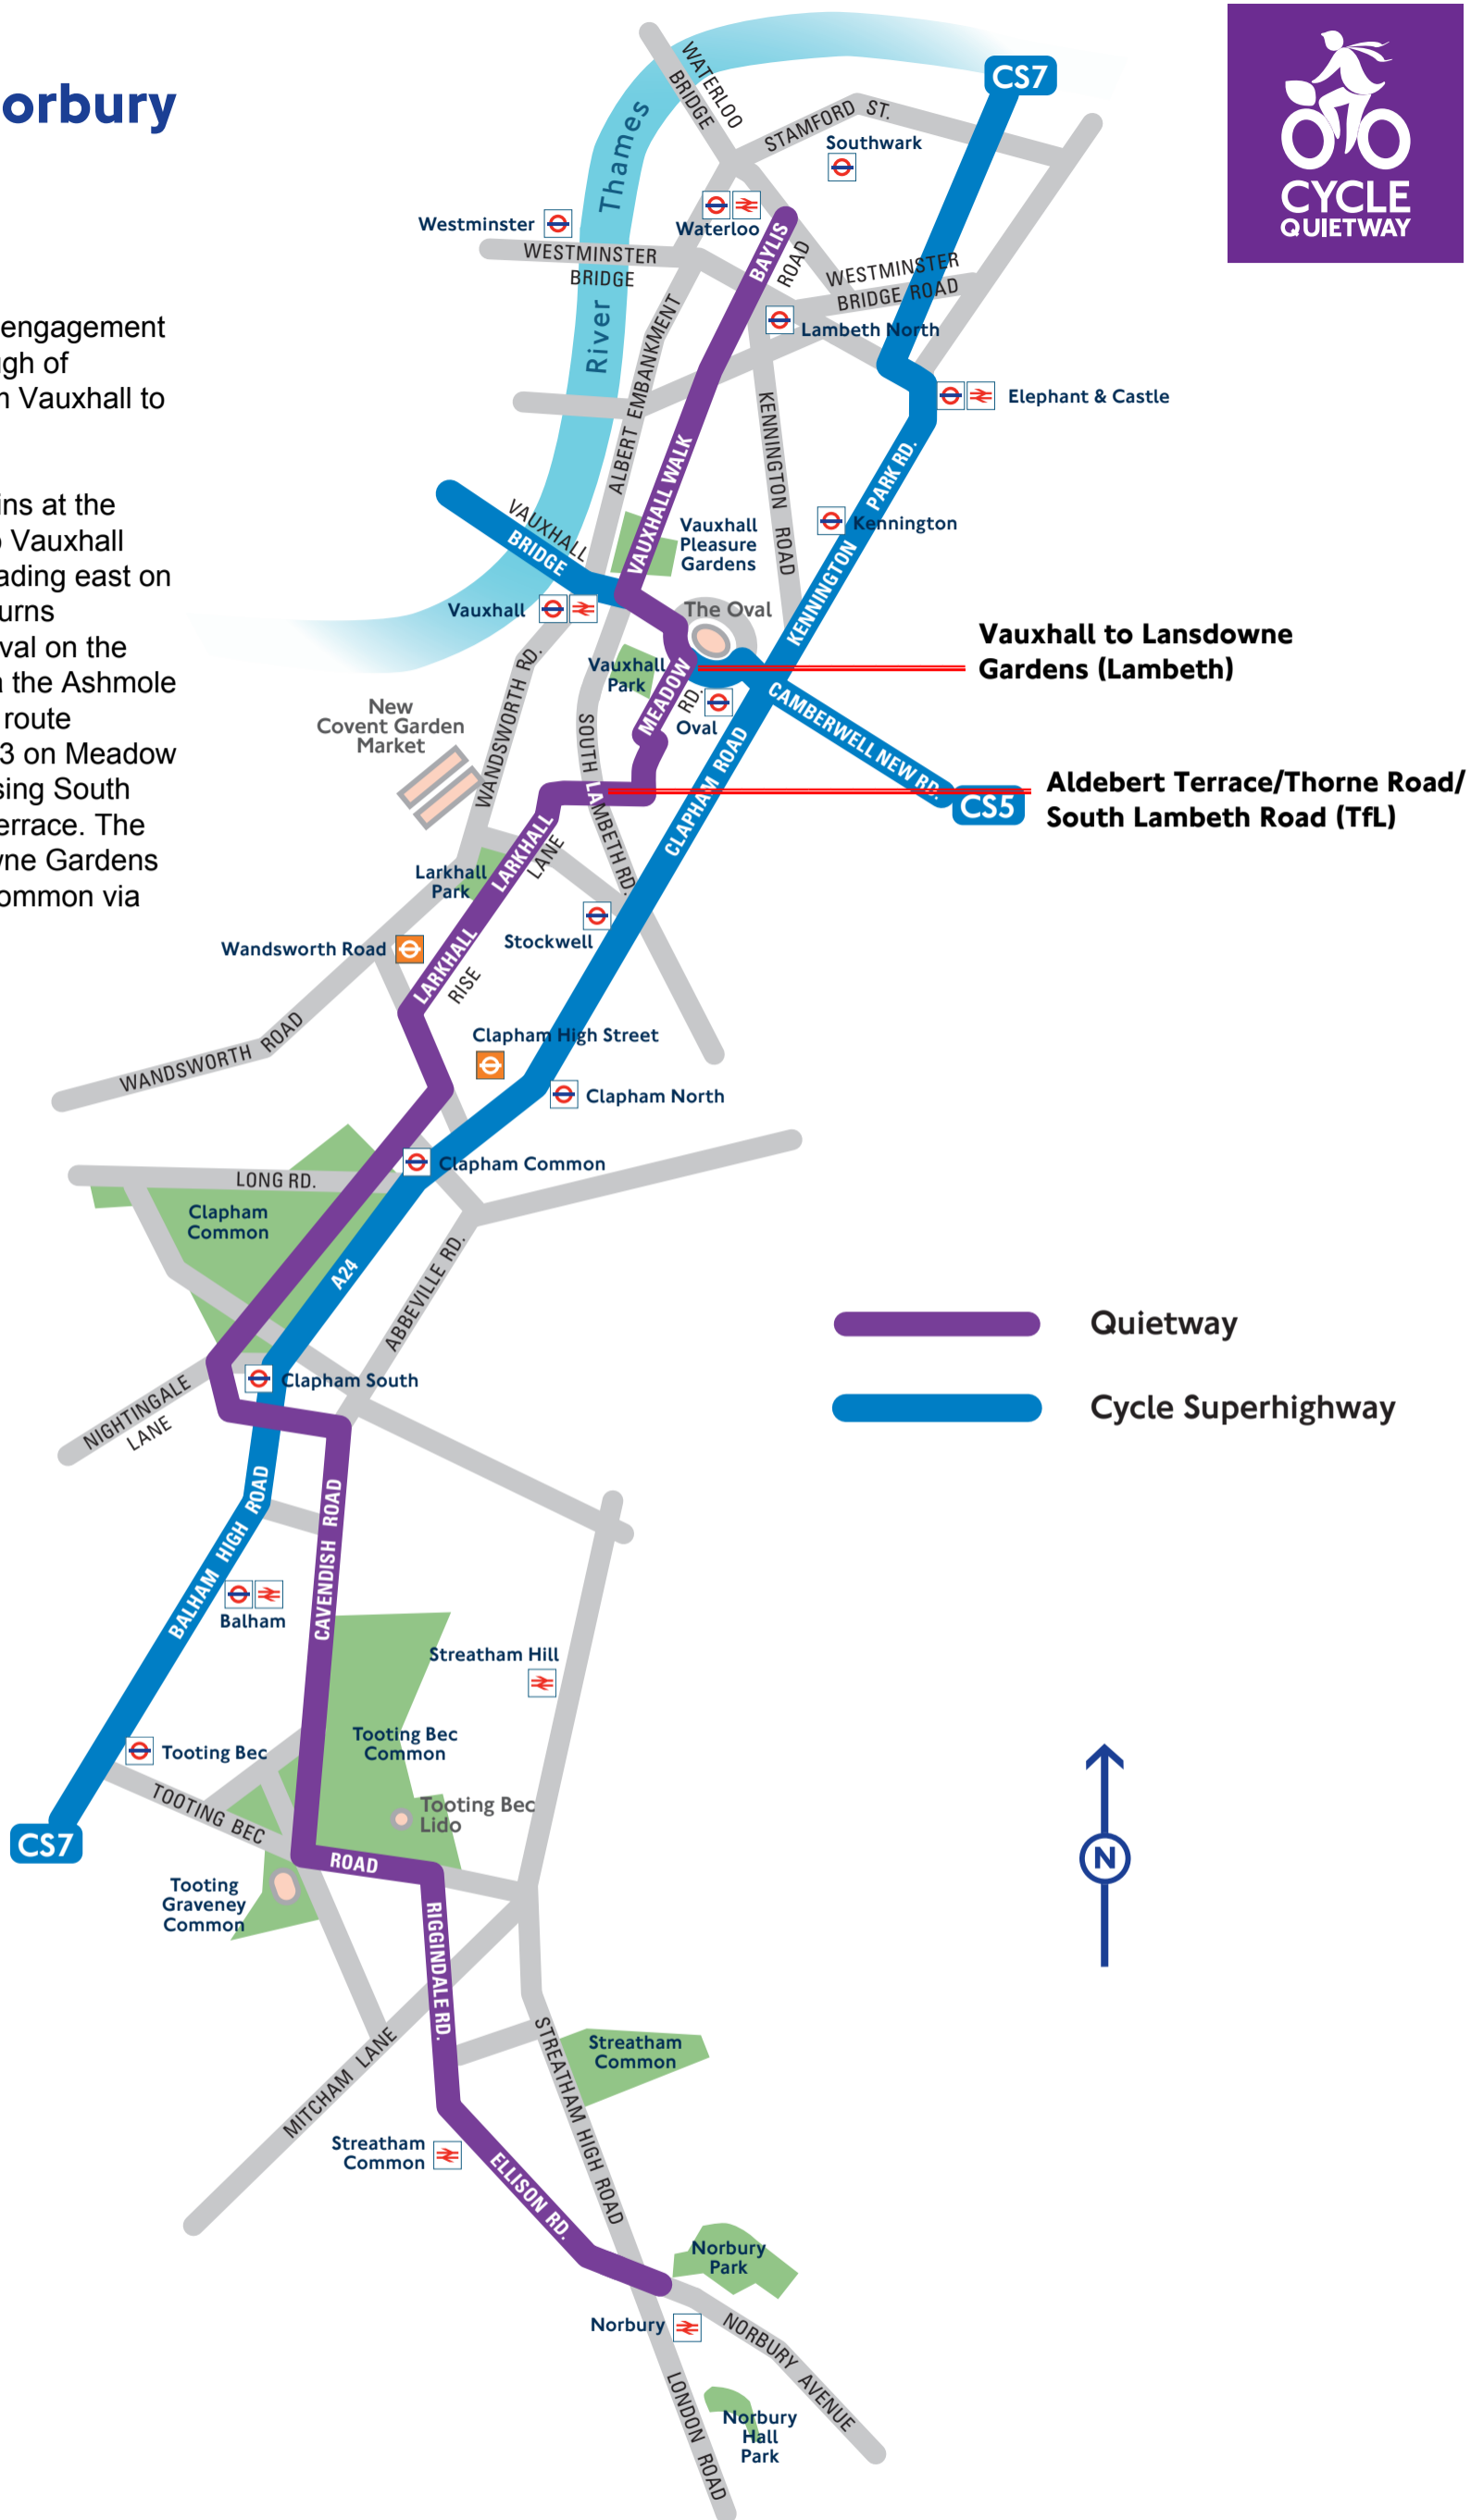 orbury
engagement
gh of
n Vauxhall to
ins at the
o Vauxhall
ading east on
urns
val on the
a the Ashmole
route
3 on Meadow
sing South
errace. The
wne Gardens
ommon via
CYCLE
QUIETWAY
CS7
WATERLOO
BRIDGE
STAMFORD ST.
Southwark
River Thames
Westminster
Waterloo
WESTMINSTER
BRIDGE
BAYLIS
ROAD
WESTMINSTER
BRIDGE ROAD
Lambeth North
ALBERT EMBANKMENT
Elephant & Castle
KENNINGTON ROAD
VAUXHALL WALK
KENNINGTON PARK RD.
Kennington
VAUXHALL
BRIDGE
Vauxhall
Pleasure
Gardens
Vauxhall
The Oval
Vauxhall to Lansdowne
Gardens (Lambeth)
Vauxhall
Park
MEADOW
RD.
Oval
CAMBERWELL NEW RD.
CS5
New
Covent Garden
Market
WANDSWORTH RD.
SOUTH LAMBETH RD.
CLAPHAM ROAD
Aldebert Terrace/Thorne Road/
South Lambeth Road (TfL)
LARKHALL
LANE
Larkhall
Park
Stockwell
Wandsworth Road
LARKHALL
RISE
WANDSWORTH ROAD
Clapham High Street
Clapham North
Clapham Common
LONG RD.
Clapham
Common
A24
ABBEVILLE RD.
Quietway
Cycle Superhighway
Clapham South
NIGHTINGALE
LANE
BALHAM HIGH ROAD
CAVENDISH ROAD
Balham
Streatham Hill
Tooting Bec
Common
Tooting Bec
TOOTING BEC
ROAD
Tooting Bec
Lido
CS7
N
Tooting
Graveney
Common
RIGGINDALE RD.
MITCHAM LANE
STREATHAM HIGH ROAD
Streatham
Common
Streatham
Common
ELLISON RD.
Norbury
Park
Norbury
NORBURY AVENUE
LONDON ROAD
Norbury
Hall
Park